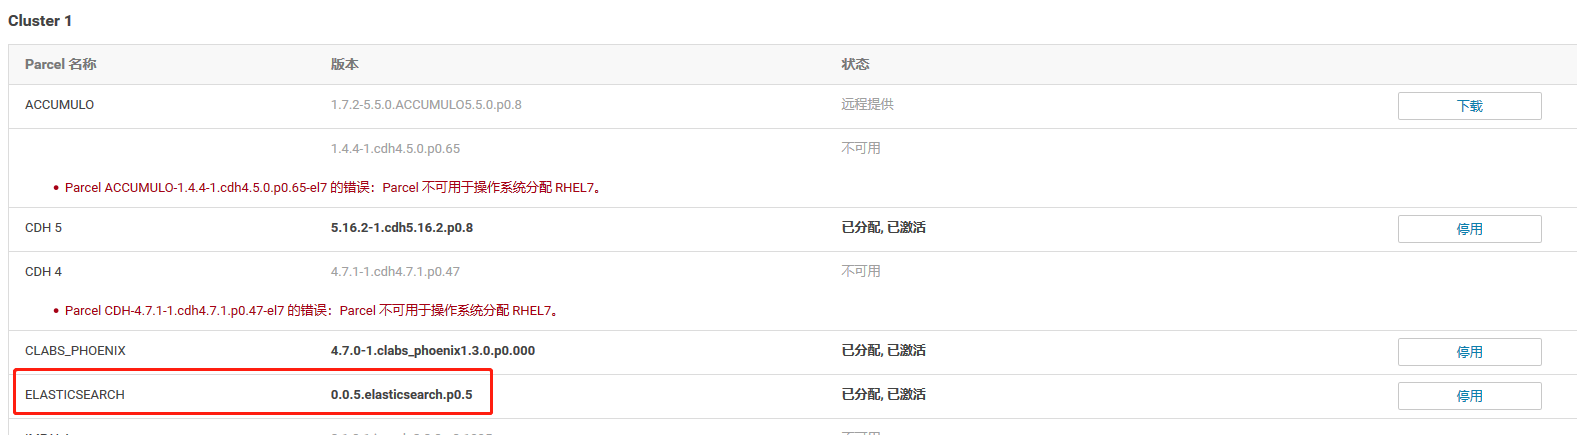 Cluster 1
Parcel 名称 版本 状态
ACCUMULO 1.7.2-5.5.0.ACCUMULO5.5.0.p0.8 远程提供 下载
1.4.4-1.cdh4.5.0.p0.65 不可用
• Parcel ACCUMULO-1.4.4-1.cdh4.5.0.p0.65-el7 的错误：Parcel 不可用于操作系统分配 RHEL7。
CDH 5 5.16.2-1.cdh5.16.2.p0.8 已分配, 已激活 停用
CDH 4 4.7.1-1.cdh4.7.1.p0.47 不可用
• Parcel CDH-4.7.1-1.cdh4.7.1.p0.47-el7 的错误：Parcel 不可用于操作系统分配 RHEL7。
CLABS_PHOENIX 4.7.0-1.clabs_phoenix1.3.0.p0.000 已分配, 已激活 停用
ELASTICSEARCH 0.0.5.elasticsearch.p0.5 已分配, 已激活 停用